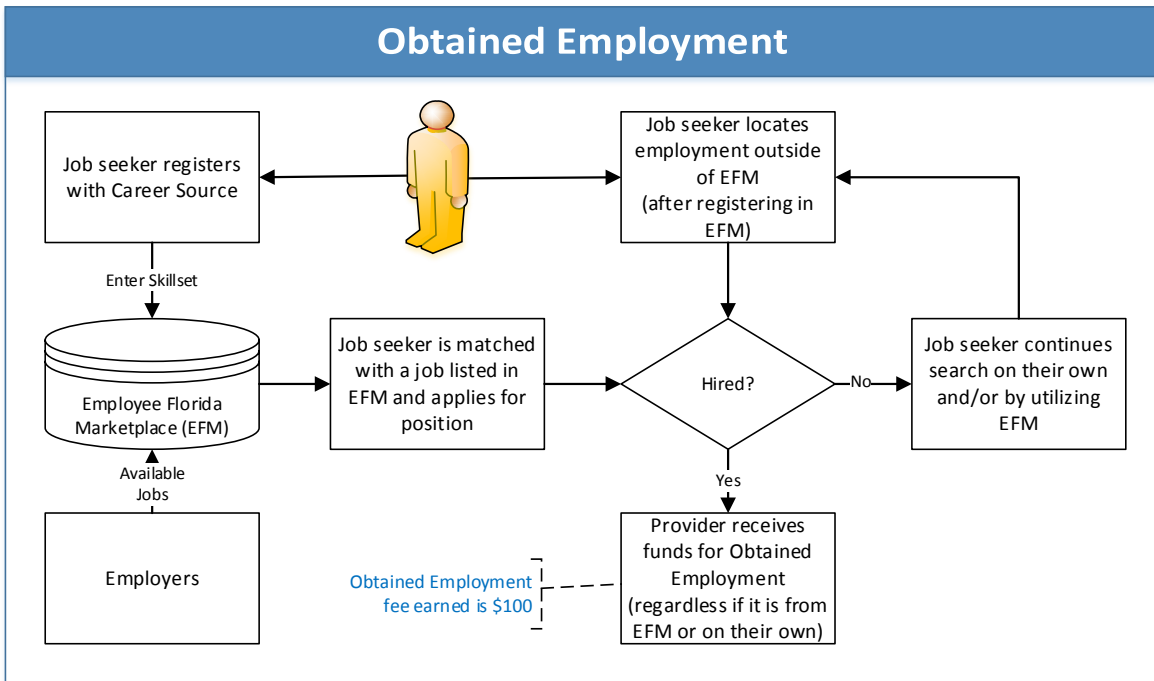 Obtained Employment
Job seeker registers
with Career Source
Job seeker locates
employment outside
of EFM
(after registering in
EFM)
Enter Skillset
Employee Florida
Marketplace (EFM)
Job seeker is matched
with a job listed in
EFM and applies for
position
Hired?
No
Job seeker continues
search on their own
and/or by utilizing
EFM
Available
Jobs
Yes
Employers
Obtained Employment
fee earned is $100
Provider receives
funds for Obtained
Employment
(regardless if it is from
EFM or on their own)